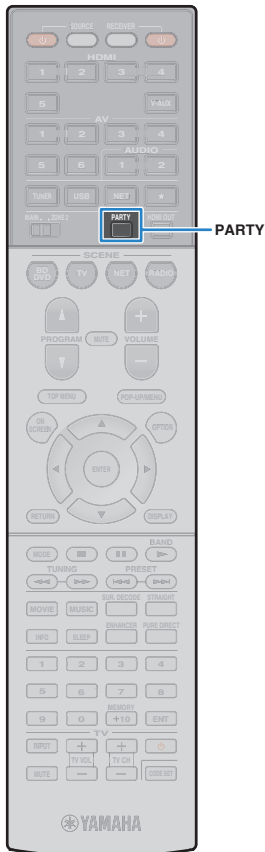 SOURCE RECEIVER
HDMI
1 2 3 4
5 V-AUX
AV
1 2 3 4
AUDIO
5 6 1 2
TUNER USB NET
MAIN ZONE2 PARTY HDMI OUT
PARTY
SCENE
BD DVD TV NET RADIO
PROGRAM MUTE VOLUME
TOP MENU POP-UP/MENU
ON SCREEN OPTION
ENTER
RETURN DISPLAY
BAND
MODE
TUNING PRESET
SUR. DECODE STRAIGHT
MOVIE MUSIC
ENHANCER PURE DIRECT
INFO SLEEP
1 2 3 4
5 6 7 8
MEMORY
9 0 +10 ENT
TV
INPUT TV VOL TV CH
MUTE CODE SET
YAMAHA